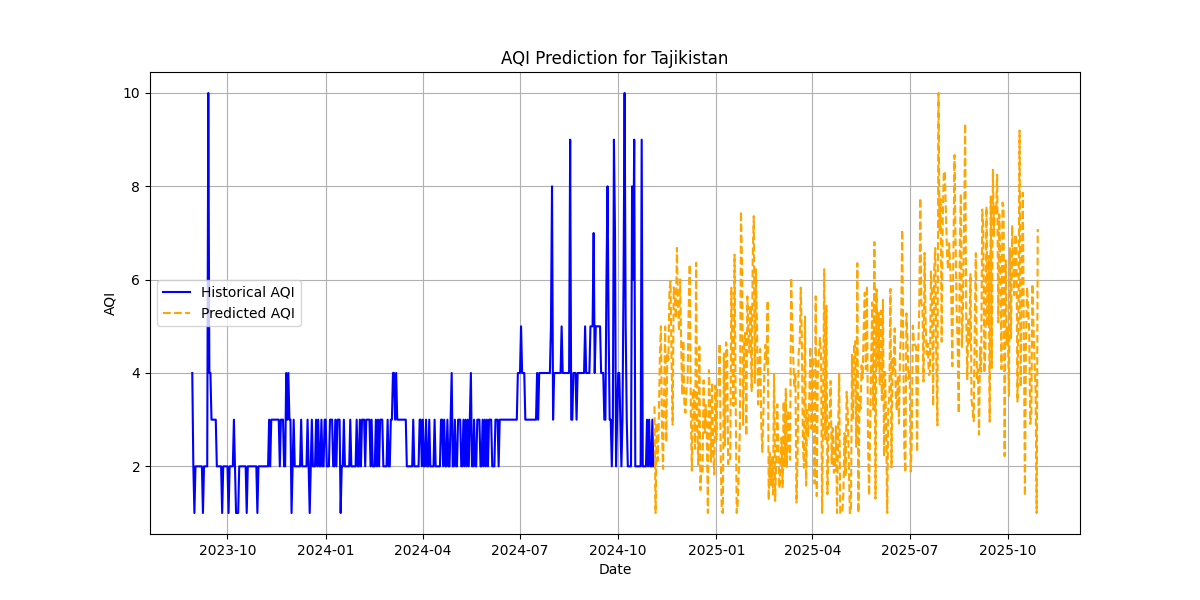 AQI Prediction for Tajikistan
10
8
6
4
2
AQI
Historical AQI
Predicted AQI
2023-10
2024-01
2024-04
2024-07
2024-10
2025-01
2025-04
2025-07
2025-10
Date